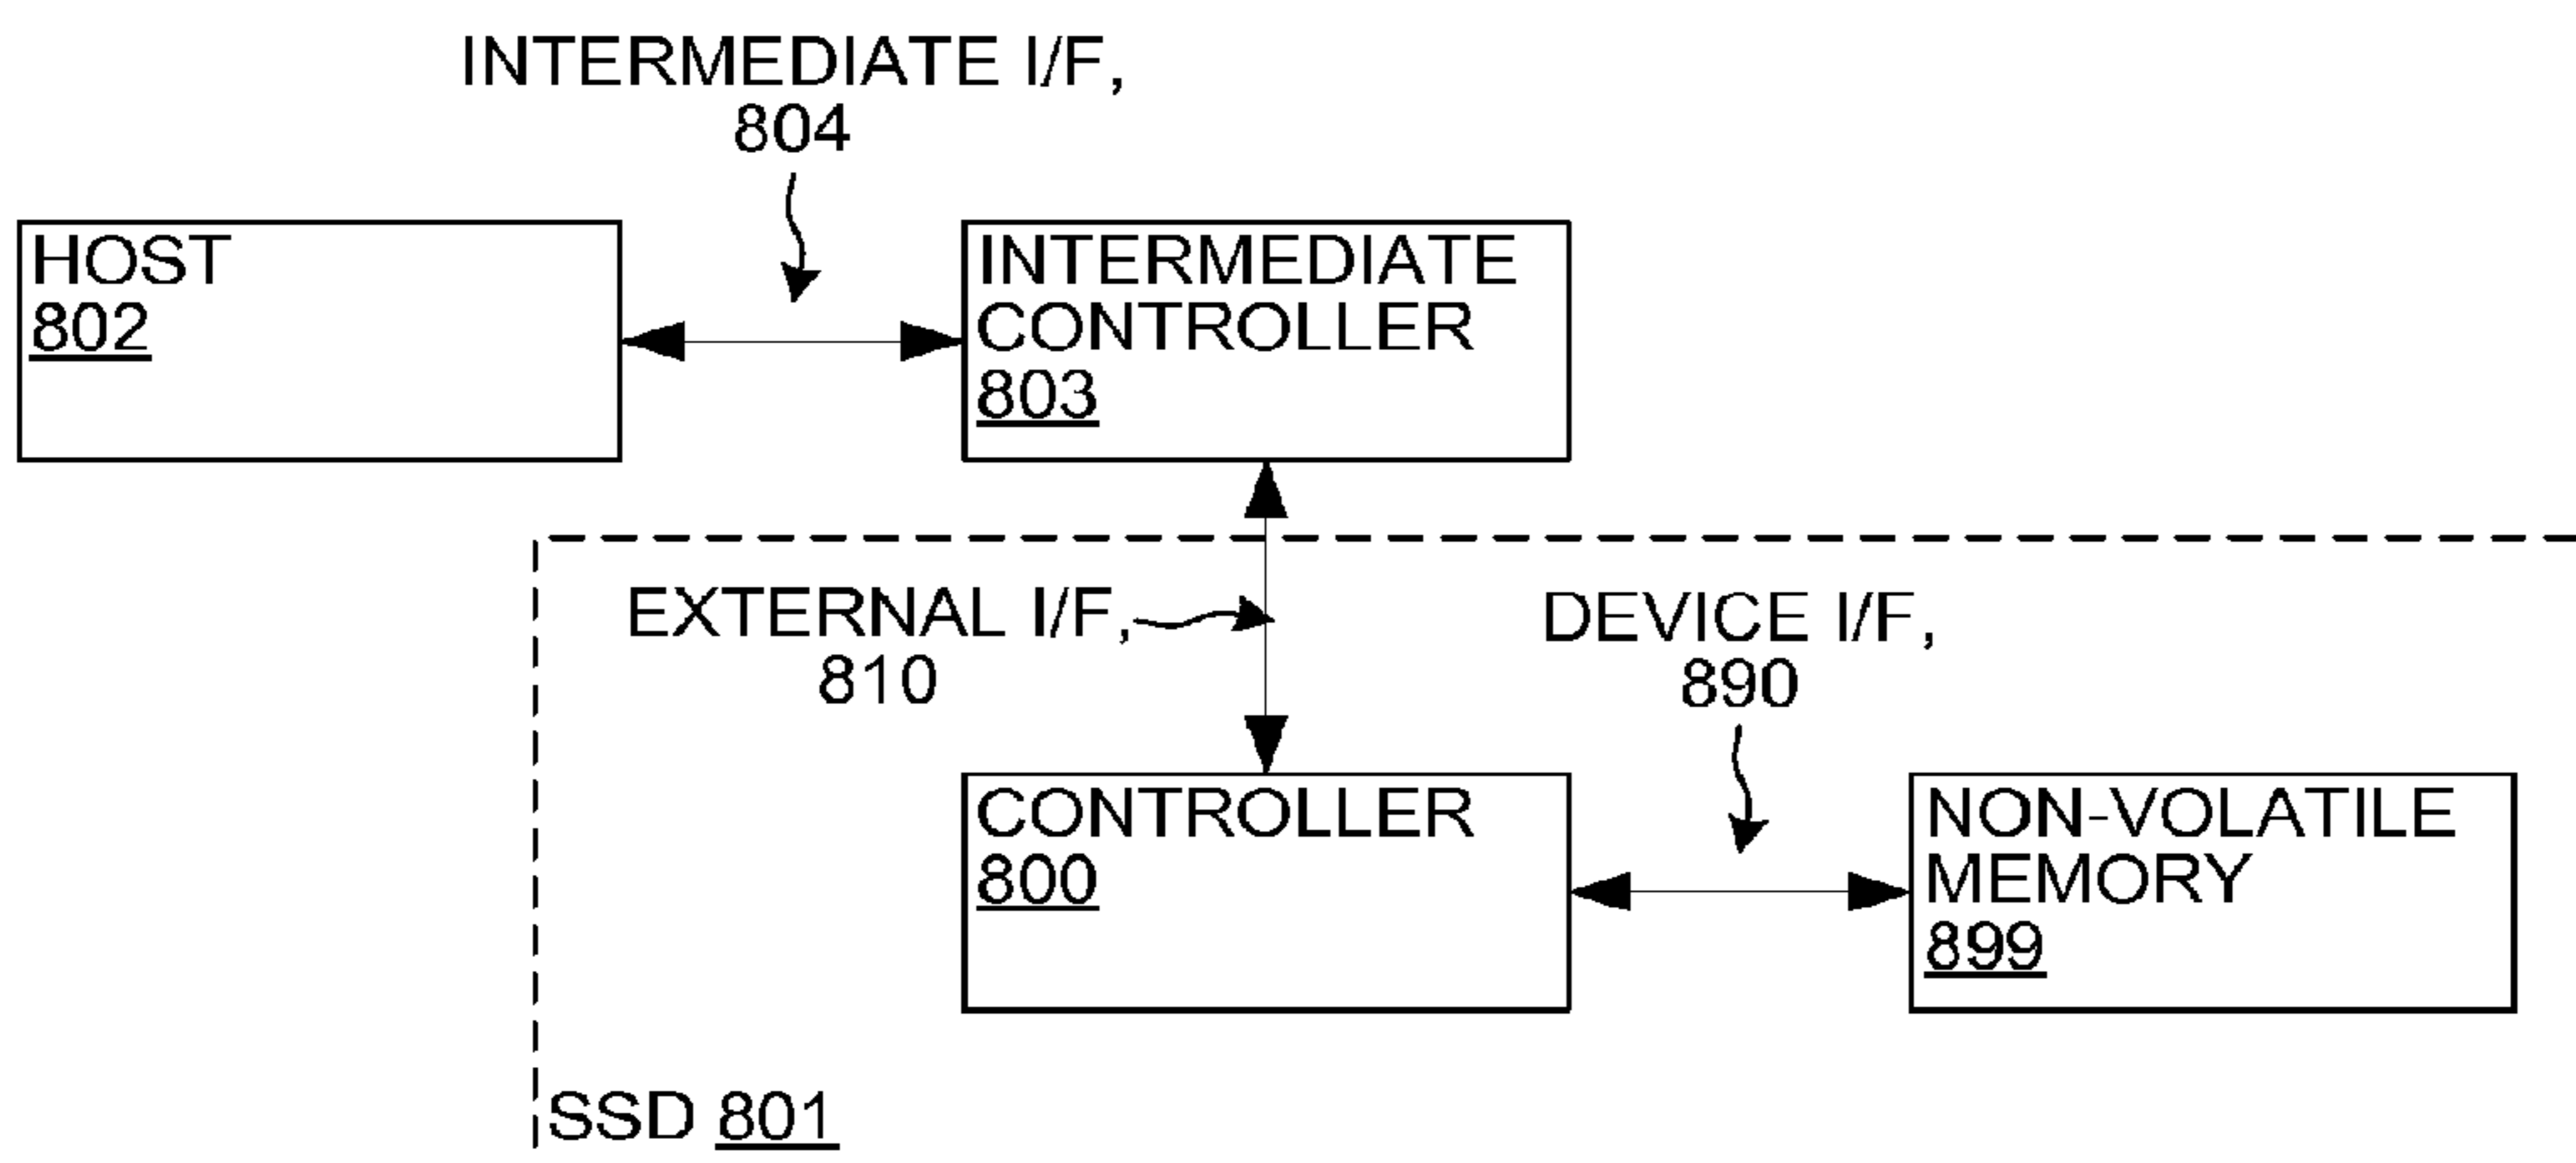 INTERMEDIATE I/F,
804
HOST
802
INTERMEDIATE
CONTROLLER
803
EXTERNAL I/F,
810
DEVICE I/F,
890
CONTROLLER
800
NON-VOLATILE
MEMORY
899
SSD 801